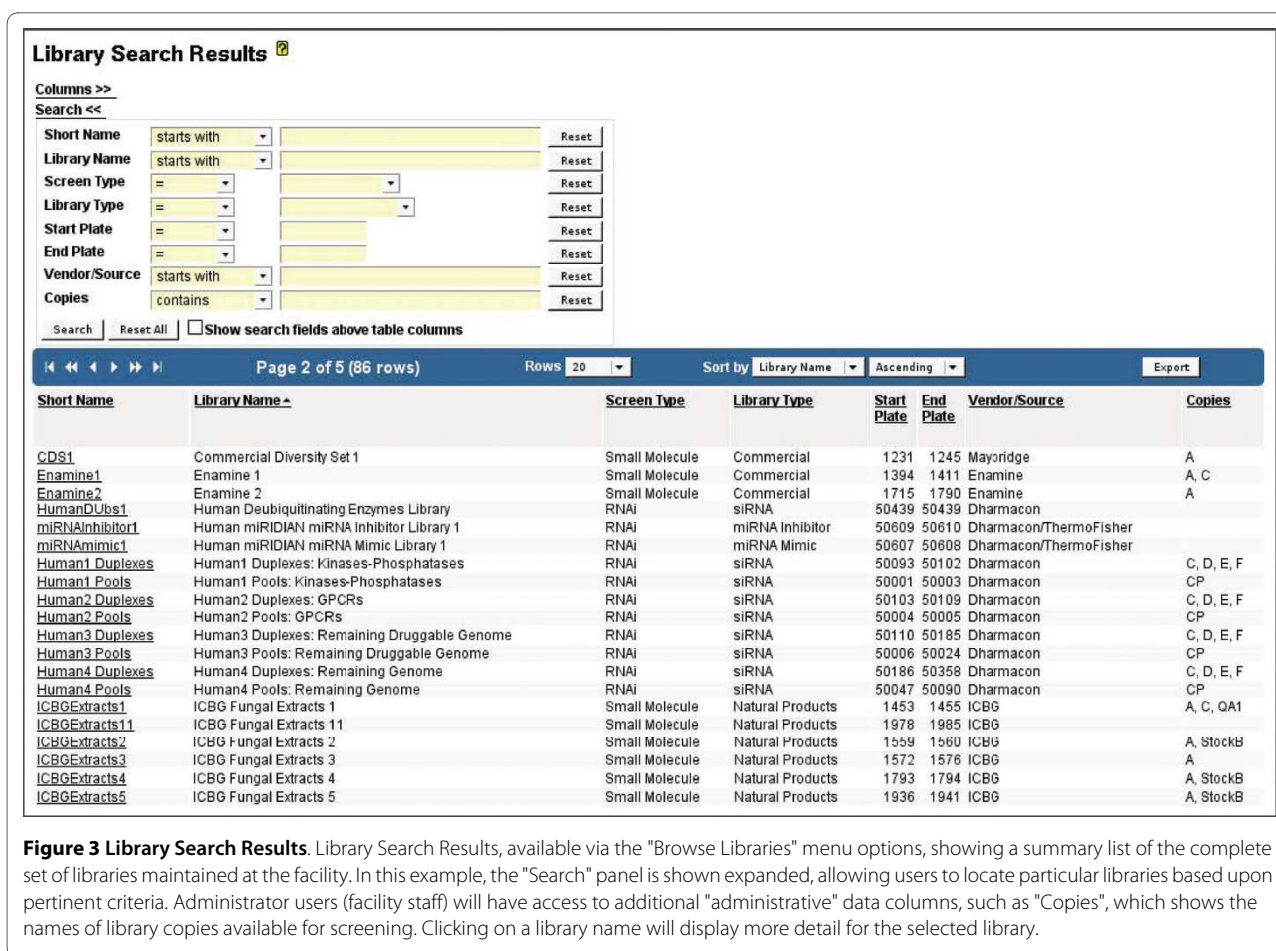 Library Search Results ?
Columns >>
Search <<
Short Name starts with Reset
Library Name starts with Reset
Screen Type = Reset
Library Type = Reset
Start Plate = Reset
End Plate = Reset
Vendor/Source starts with Reset
Copies contains Reset
Search Reset All Show search fields above table columns
Page 2 of 5 (86 rows) Rows 20 Sort by Library Name Ascending Export
Short Name Library Name Screen Type Library Type Start Plate End Plate Vendor/Source Copies
CDS1 Commercial Diversity Set 1 Small Molecule Commercial 1231 1245 Maybridge A
Enamine1 Enamine 1 Small Molecule Commercial 1394 1411 Enamine A, C
Enamine2 Enamine 2 Small Molecule Commercial 1715 1790 Enamine A
HumanDUbs1 Human Deubiquitinating Enzymes Library RNAi siRNA 50439 50439 Dharmacon
miRNAInhibitor1 Human miRIDIAN miRNA Inhibitor Library 1 RNAi miRNA Inhibitor 50609 50610 Dharmacon/ThermoFisher
miRNAmimic1 Human miRIDIAN miRNA Mimic Library 1 RNAi miRNA Mimic 50607 50608 Dharmacon/ThermoFisher
Human1 Duplexes Human1 Duplexes: Kinases-Phosphatases RNAi siRNA 50093 50102 Dharmacon C, D, E, F
Human1 Pools Human1 Pools: Kinases-Phosphatases RNAi siRNA 50001 50003 Dharmacon CP
Human2 Duplexes Human2 Duplexes: GPCRs RNAi siRNA 50103 50109 Dharmacon C, D, E, F
Human2 Pools Human2 Pools: GPCRs RNAi siRNA 50004 50005 Dharmacon CP
Human3 Duplexes Human3 Duplexes: Remaining Druggable Genome RNAi siRNA 50110 50185 Dharmacon C, D, E, F
Human3 Pools Human3 Pools: Remaining Druggable Genome RNAi siRNA 50006 50024 Dharmacon CP
Human4 Duplexes Human4 Duplexes: Remaining Genome RNAi siRNA 50186 50358 Dharmacon C, D, E, F
Human4 Pools Human4 Pools: Remaining Genome RNAi siRNA 50047 50090 Dharmacon CP
ICBGExtracts1 ICBG Fungal Extracts 1 Small Molecule Natural Products 1453 1455 ICBG A, C, QA1
ICBGExtracts11 ICBG Fungal Extracts 11 Small Molecule Natural Products 1978 1985 ICBG
ICBGExtracts2 ICBG Fungal Extracts 2 Small Molecule Natural Products 1559 1560 ICBG A, StockB
ICBGExtracts3 ICBG Fungal Extracts 3 Small Molecule Natural Products 1572 1576 ICBG A
ICBGExtracts4 ICBG Fungal Extracts 4 Small Molecule Natural Products 1793 1794 ICBG A, StockB
ICBGExtracts5 ICBG Fungal Extracts 5 Small Molecule Natural Products 1936 1941 ICBG A, StockB
Figure 3 Library Search Results. Library Search Results, available via the "Browse Libraries" menu options, showing a summary list of the complete
set of libraries maintained at the facility. In this example, the "Search" panel is shown expanded, allowing users to locate particular libraries based upon
pertinent criteria. Administrator users (facility staff) will have access to additional "administrative" data columns, such as "Copies", which shows the
names of library copies available for screening. Clicking on a library name will display more detail for the selected library.